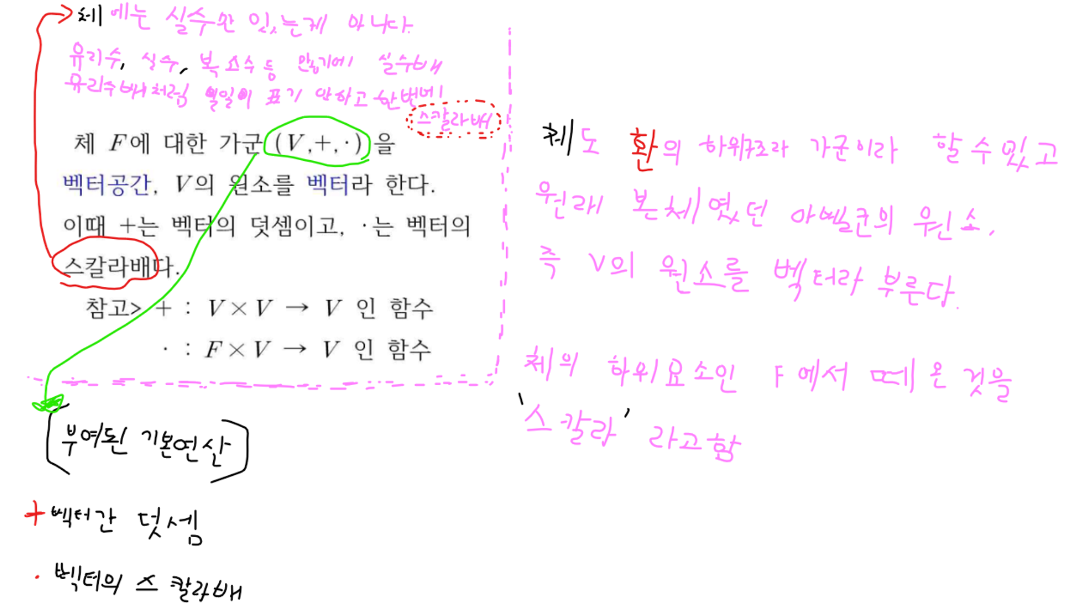 체에는 실수만 있는게 아니다.
유리수, 실수, 복소수 등 있기에 실수배
유리수배처럼 일일이 표기 안하고 한번에
스칼라배
체 F에 대한 가군 (V,+,·)을
벡터공간, V의 원소를 벡터라 한다.
이때 +는 벡터의 덧셈이고, ·는 벡터의
스칼라배다.
참고> + : V×V → V 인 함수
· : F×V → V 인 함수
[부여된 기본연산]
+ 벡터간 덧셈
· 벡터의 스칼라배
체도 환의 하위구조라 가군이라 할수있고
원래 본체였던 아벨군의 원소,
즉 V의 원소를 벡터라 부른다.
체의 하위요소인 F에서 떼온 것을
'스칼라' 라고함